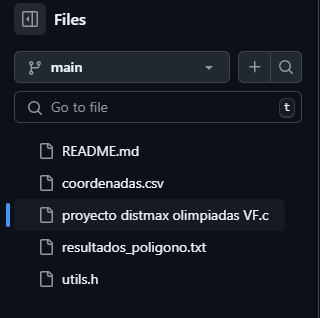 Files
main
Go to file t
README.md
coordenadas.csv
proyecto distmax olimpiadas VF.c
resultados_poligono.txt
utils.h